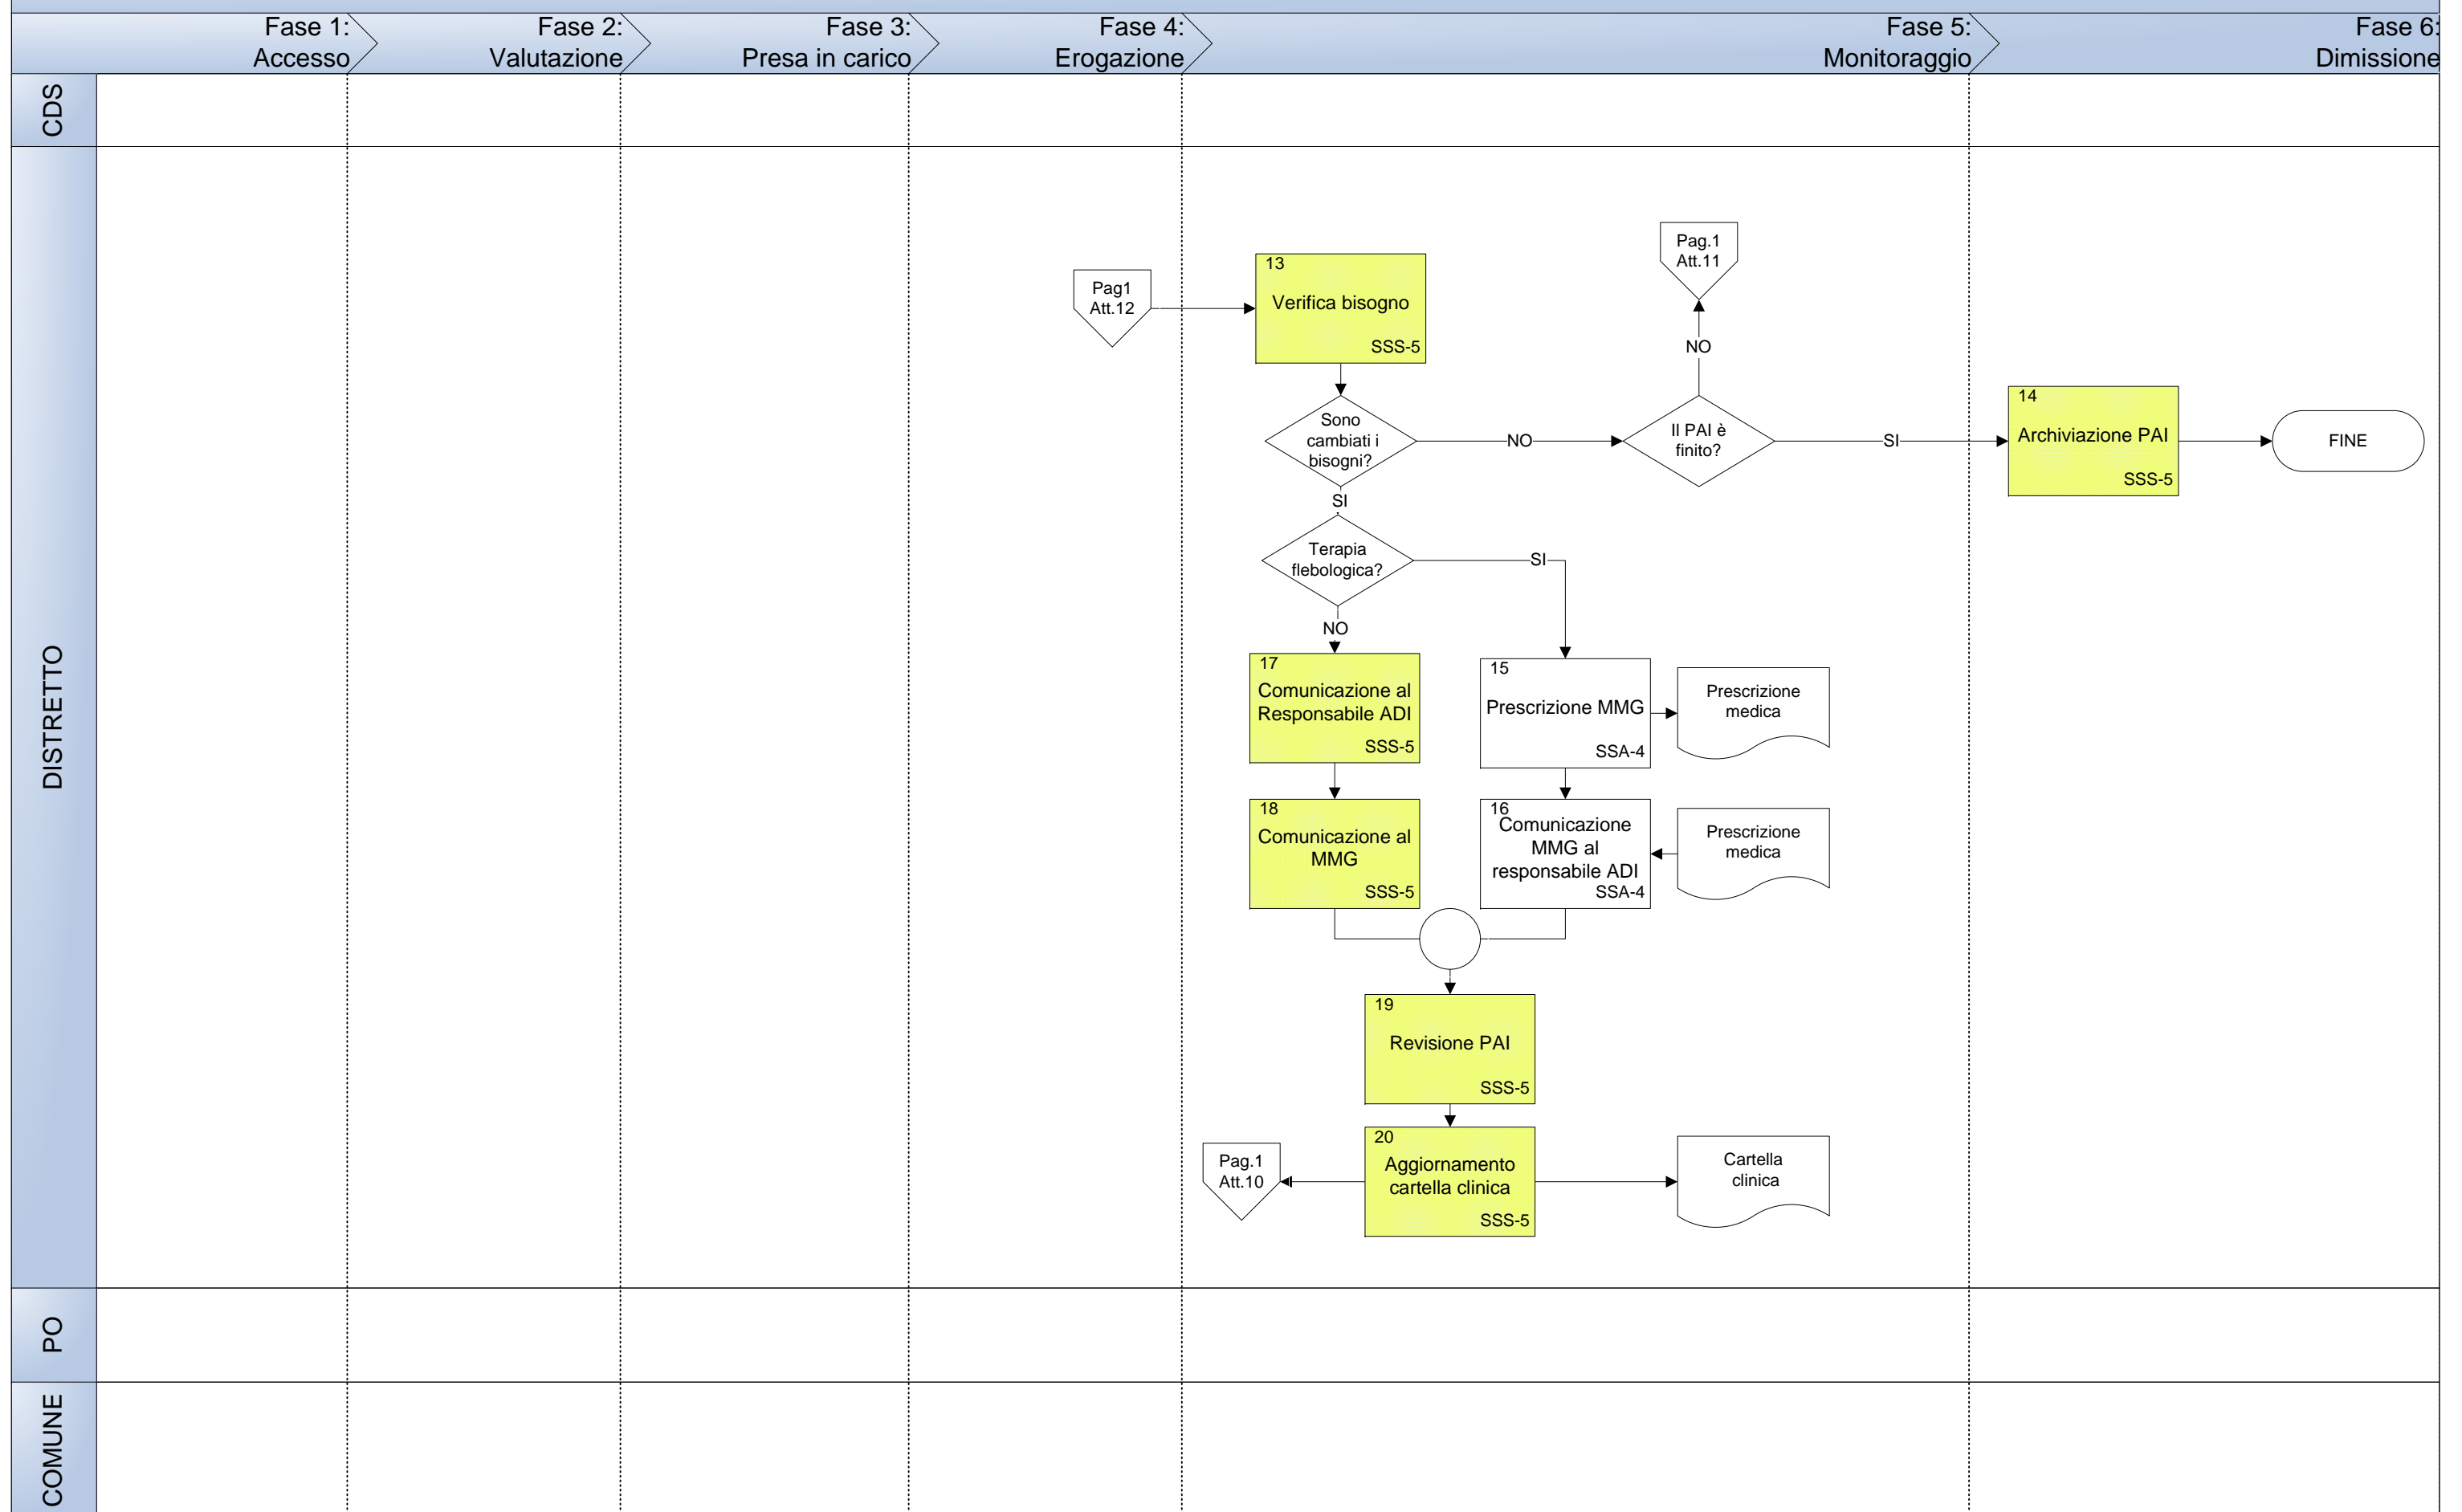 Fase 1:
Accesso
Fase 2:
Valutazione
Fase 3:
Presa in carico
Fase 4:
Erogazione
Fase 5:
Monitoraggio
Fase 6:
Dimissione
CDS
DISTRETTO
Pag1
Att.12
13
Verifica bisogno
SSS-5
Pag.1
Att.11
NO
Sono
cambiati i
bisogni?
NO
Il PAI è
finito?
SI
14
Archiviazione PAI
SSS-5
FINE
SI
Terapia
flebologica?
SI
NO
17
Comunicazione al
Responsabile ADI
SSS-5
15
Prescrizione MMG
SSA-4
Prescrizione
medica
18
Comunicazione al
MMG
SSS-5
16
Comunicazione
MMG al
responsabile ADI
SSA-4
Prescrizione
medica
19
Revisione PAI
SSS-5
Pag.1
Att.10
20
Aggiornamento
cartella clinica
SSS-5
Cartella
clinica
PO
COMUNE